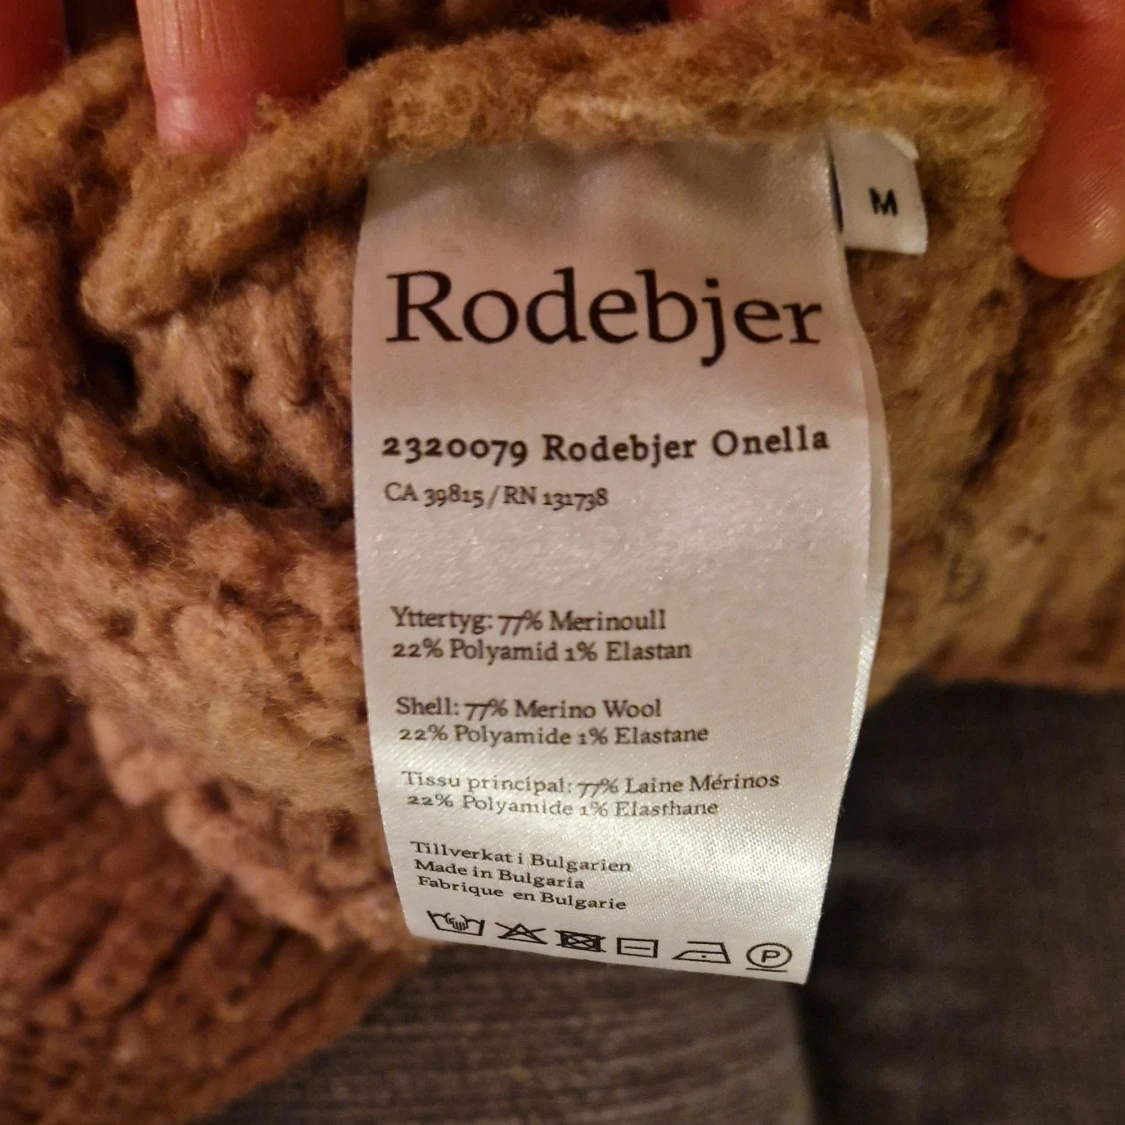 M
Rodebjer
2320079 Rodebjer Onella
CA 39815 / RN 131738
Yttertyg: 77% Merinoull
22% Polyamid 1% Elastan
Shell: 77% Merino Wool
22% Polyamide 1% Elastane
Tissu principal: 77% Laine Mérinos
22% Polyamide 1% Elasthane
Tillverkat i Bulgarien
Made in Bulgaria
Fabrique en Bulgarie
P